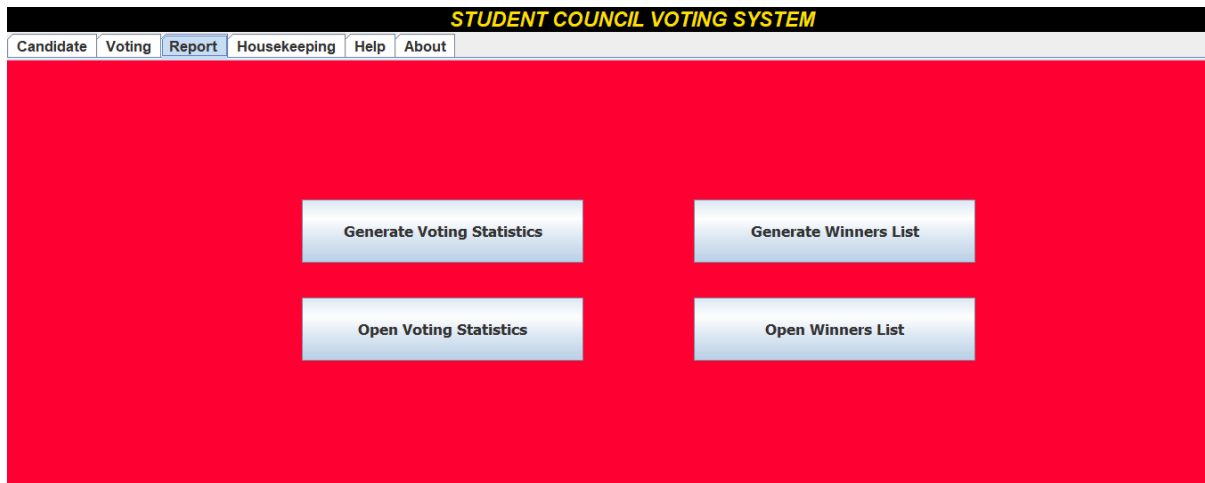 STUDENT COUNCIL VOTING SYSTEM
Candidate Voting Report Housekeeping Help About
Generate Voting Statistics Generate Winners List
Open Voting Statistics Open Winners List